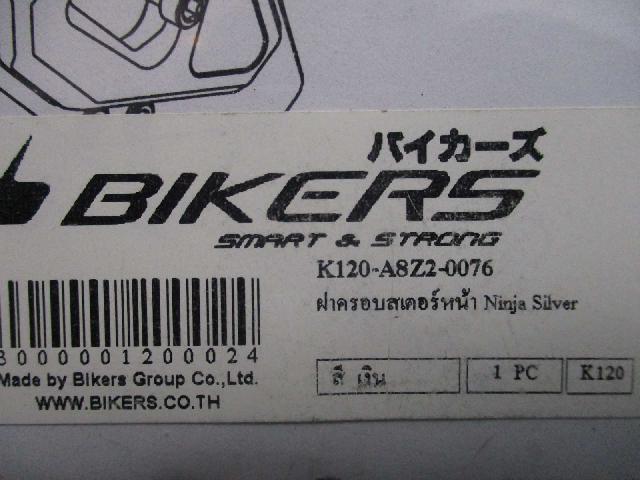 バイカーズ
BIKERS
SMART & STRONG
K120-A8Z2-0076
ฝาครอบสเตอร์หน้า Ninja Silver
8000001200024
Made by Bikers Group Co.,Ltd.
WWW.BIKERS.CO.TH
สี เงิน
1 PC
K120